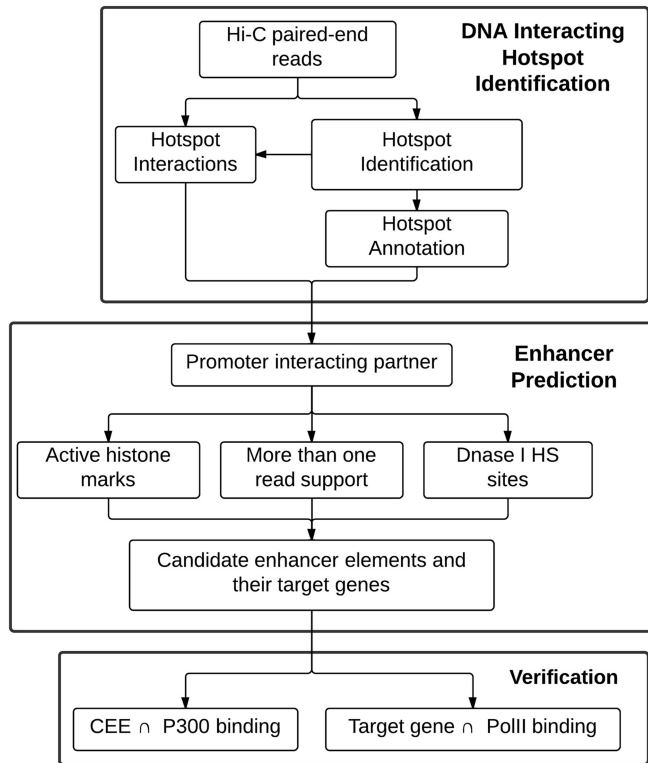 DNA Interacting
Hotspot
Identification
Hi-C paired-end
reads
Hotspot
Interactions
Hotspot
Identification
Hotspot
Annotation
Enhancer
Prediction
Promoter interacting partner
Active histone
marks
More than one
read support
Dnase I HS
sites
Candidate enhancer elements and
their target genes
Verification
CEE ∩ P300 binding
Target gene ∩ PolII binding